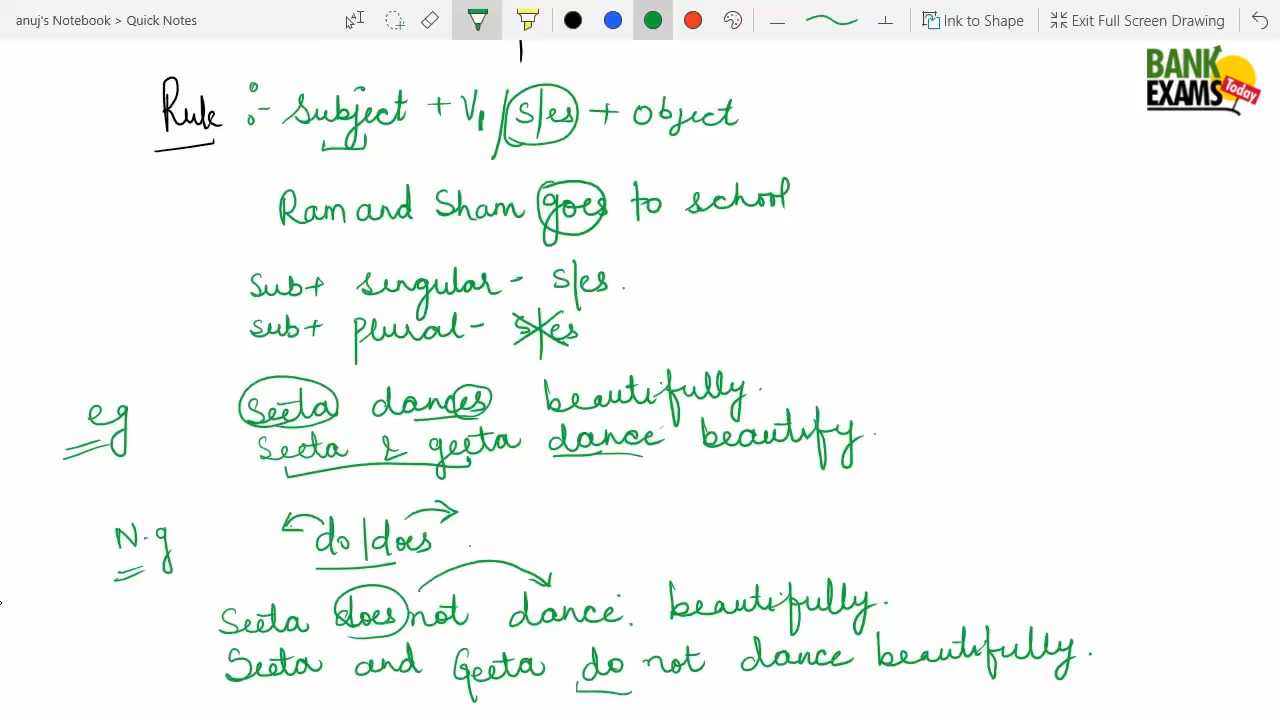 anuj's Notebook > Quick Notes
Ink to Shape
Exit Full Screen Drawing
BANK
EXAMS Today
Rule :- Subject + V1/s/es + object
Ram and Sham goes to school
Sub+ singular - s/es.
sub+ plural - s/es
eg
Seeta dances beautifully.
Seeta & geeta dance beautify.
N.g
do/does
Seeta does not dance. beautifully.
Seeta and Geeta do not dance beautifully.